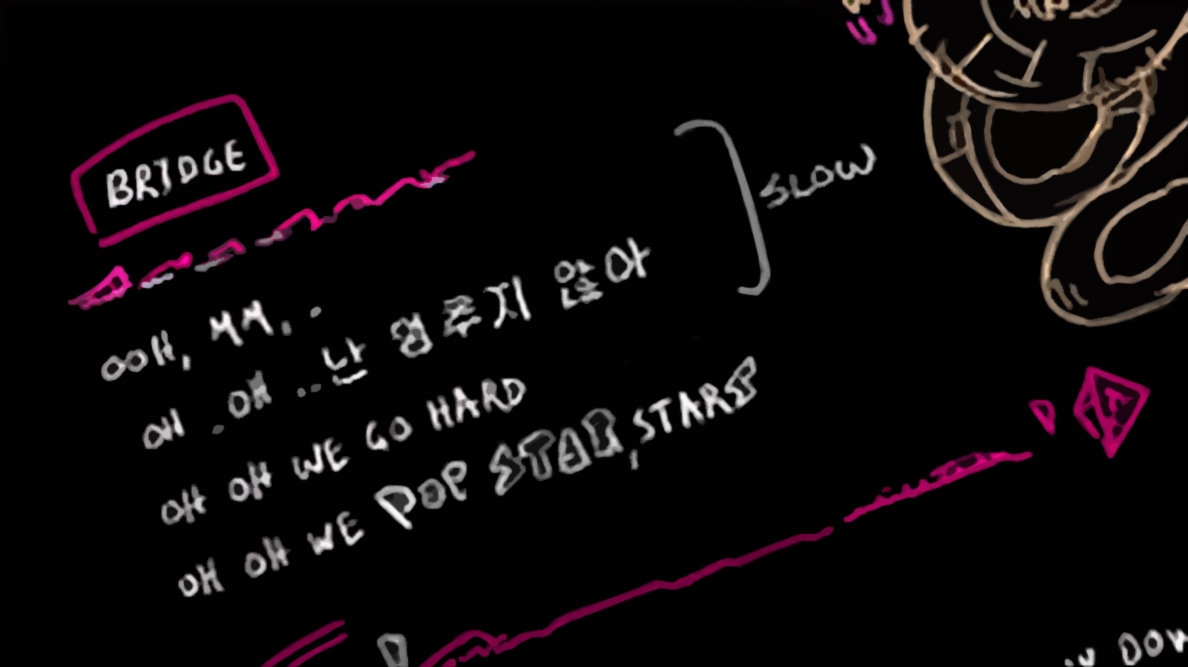 BRIDGE
SLOW
OOH, MM...
OH .OH ...난 멈추지 않아
OH OH WE GO HARD
OH OH WE POP STAR, STARS
DOW